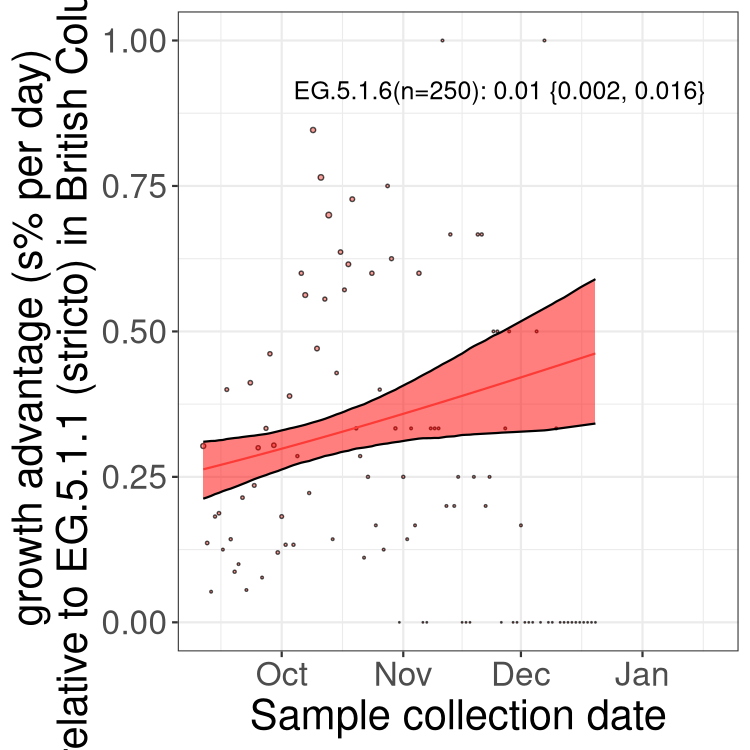 growth advantage (s% per day)
relative to EG.5.1.1 (stricto) in British Colu
1.00
0.75
0.50
0.25
0.00
EG.5.1.6(n=250): 0.01 {0.002, 0.016}
Oct Nov Dec Jan
Sample collection date